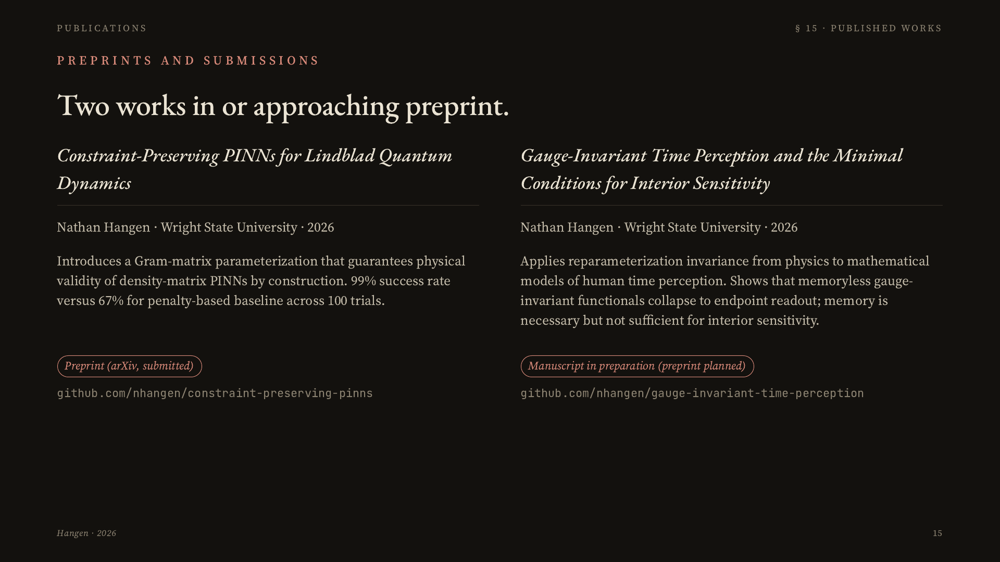 PUBLICATIONS
§ 15 · PUBLISHED WORKS
PREPRINTS AND SUBMISSIONS
Two works in or approaching preprint.
Constraint-Preserving PINNs for Lindblad Quantum
Dynamics
Nathan Hangen · Wright State University · 2026
Introduces a Gram-matrix parameterization that guarantees physical
validity of density-matrix PINNs by construction. 99% success rate
versus 67% for penalty-based baseline across 100 trials.
Preprint (arXiv, submitted)
github.com/nhangen/constraint-preserving-pinns
Gauge-Invariant Time Perception and the Minimal
Conditions for Interior Sensitivity
Nathan Hangen · Wright State University · 2026
Applies reparameterization invariance from physics to mathematical
models of human time perception. Shows that memoryless gauge-
invariant functionals collapse to endpoint readout; memory is
necessary but not sufficient for interior sensitivity.
Manuscript in preparation (preprint planned)
github.com/nhangen/gauge-invariant-time-perception
Hangen · 2026
15